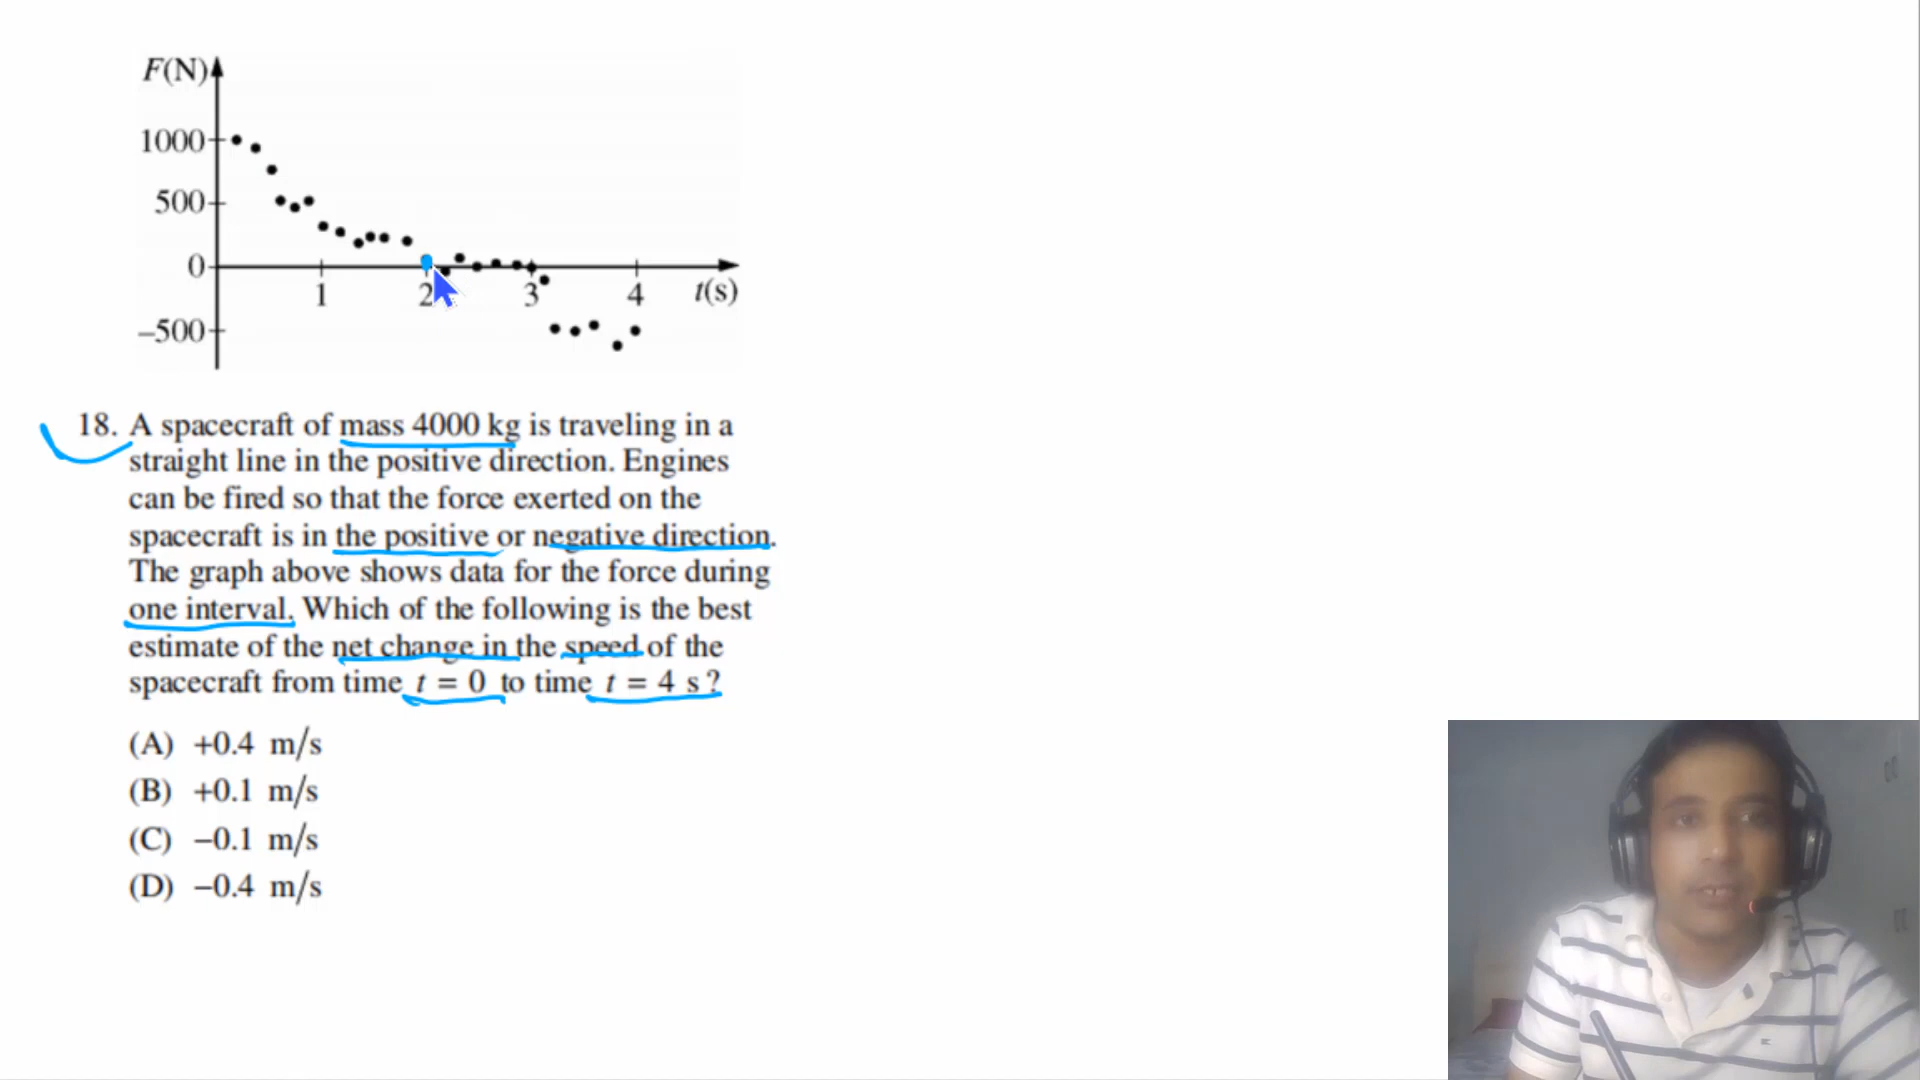 F(N)
1000
500
0
1 2 3 4 t(s)
–500
18. A spacecraft of mass 4000 kg is traveling in a
straight line in the positive direction. Engines
can be fired so that the force exerted on the
spacecraft is in the positive or negative direction.
The graph above shows data for the force during
one interval. Which of the following is the best
estimate of the net change in the speed of the
spacecraft from time t = 0 to time t = 4 s?
(A) +0.4 m/s
(B) +0.1 m/s
(C) –0.1 m/s
(D) –0.4 m/s